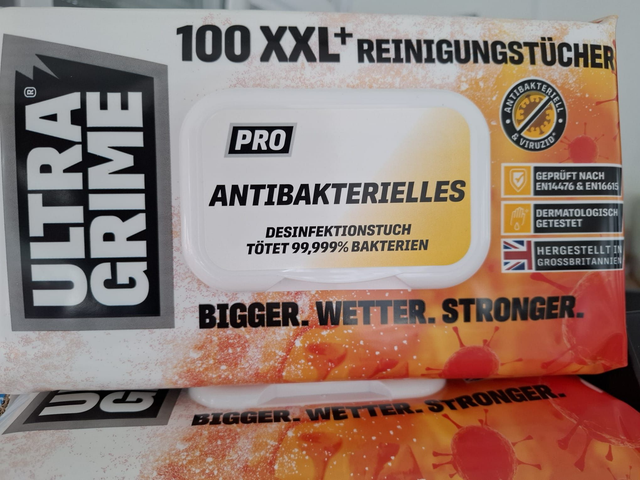 100 XXL+ REINIGUNGSTÜCHER
ULTRA
GRIME®
PRO
ANTIBAKTERIELLES
DESINFEKTIONSTUCH
TÖTET 99,999% BAKTERIEN
ANTIBAKTERIELL
& VIRUZID*
GEPRÜFT NACH
EN14476 & EN16615
DERMATOLOGISCH
GETESTET
HERGESTELLT IN
GROSSBRITANNIEN
BIGGER. WETTER. STRONGER.
BIGGER. WETTER. STRONGER.